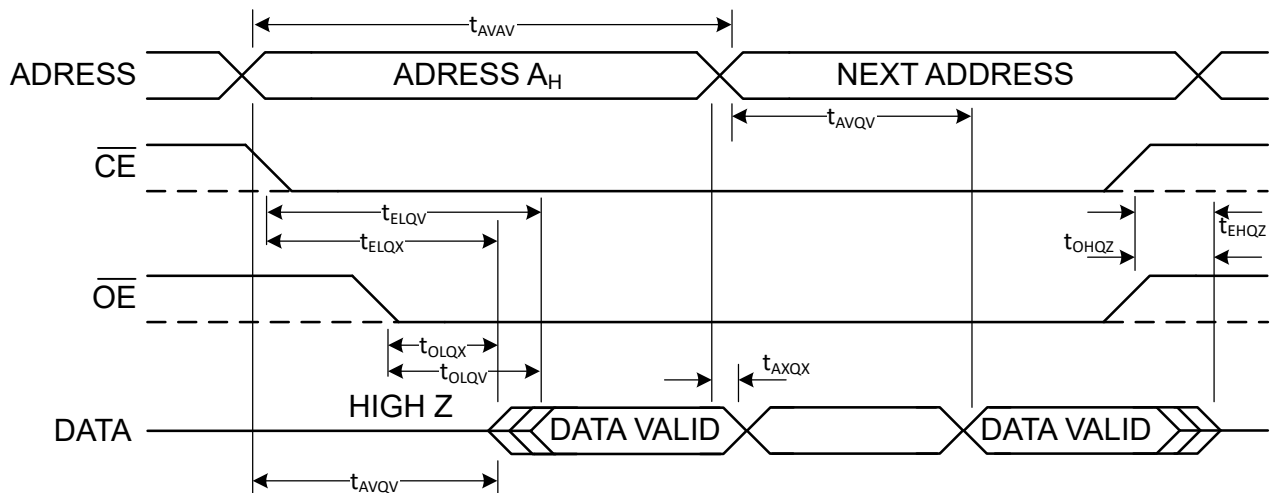 tAVAV
ADRESS
ADRESS AH
NEXT ADDRESS
tAVQV
CE
tELQV
tELQX
tEHQZ
tOHQZ
OE
tOLQX
tOLQV
tAXQX
HIGH Z
DATA
DATA VALID
DATA VALID
tAVQV